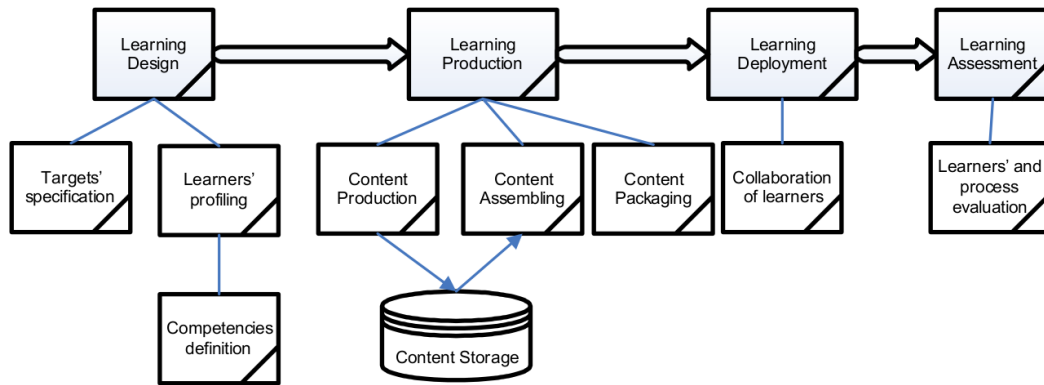 Learning
Design
Learning
Production
Learning
Deployment
Learning
Assessment
Targets'
specification
Learners'
profiling
Content
Production
Content
Assembling
Content
Packaging
Collaboration
of learners
Learners' and
process
evaluation
Competencies
definition
Content Storage